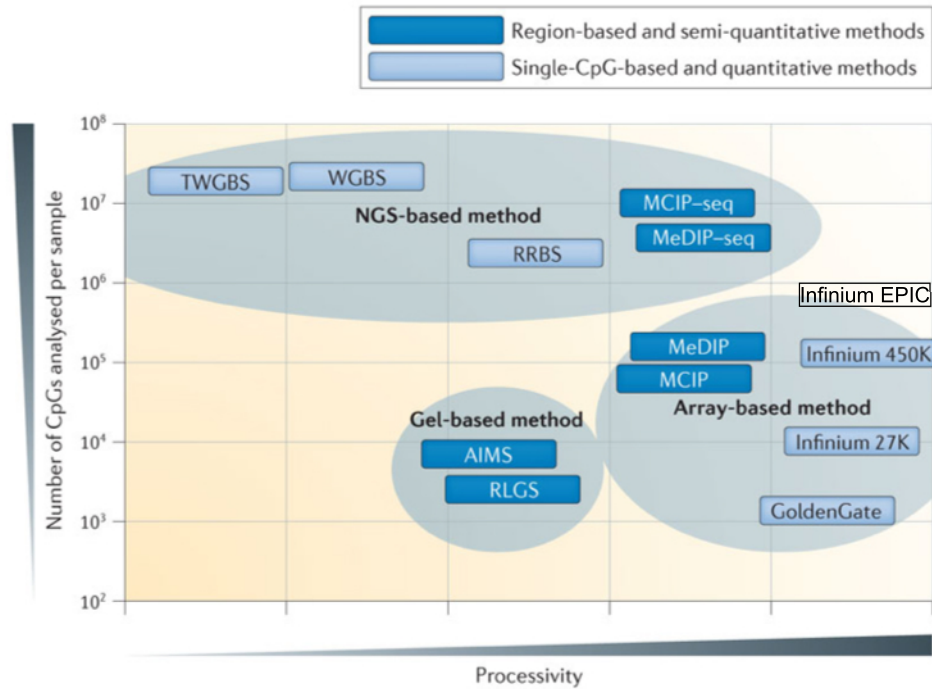 Region-based and semi-quantitative methods
Single-CpG-based and quantitative methods
Number of CpGs analysed per sample
10⁸
10⁷
10⁶
10⁵
10⁴
10³
10²
TWGBS
WGBS
NGS-based method
MCIP–seq
MeDIP–seq
RRBS
Infinium EPIC
MeDIP
Infinium 450K
MCIP
Array-based method
Gel-based method
Infinium 27K
AIMS
RLGS
GoldenGate
Processivity